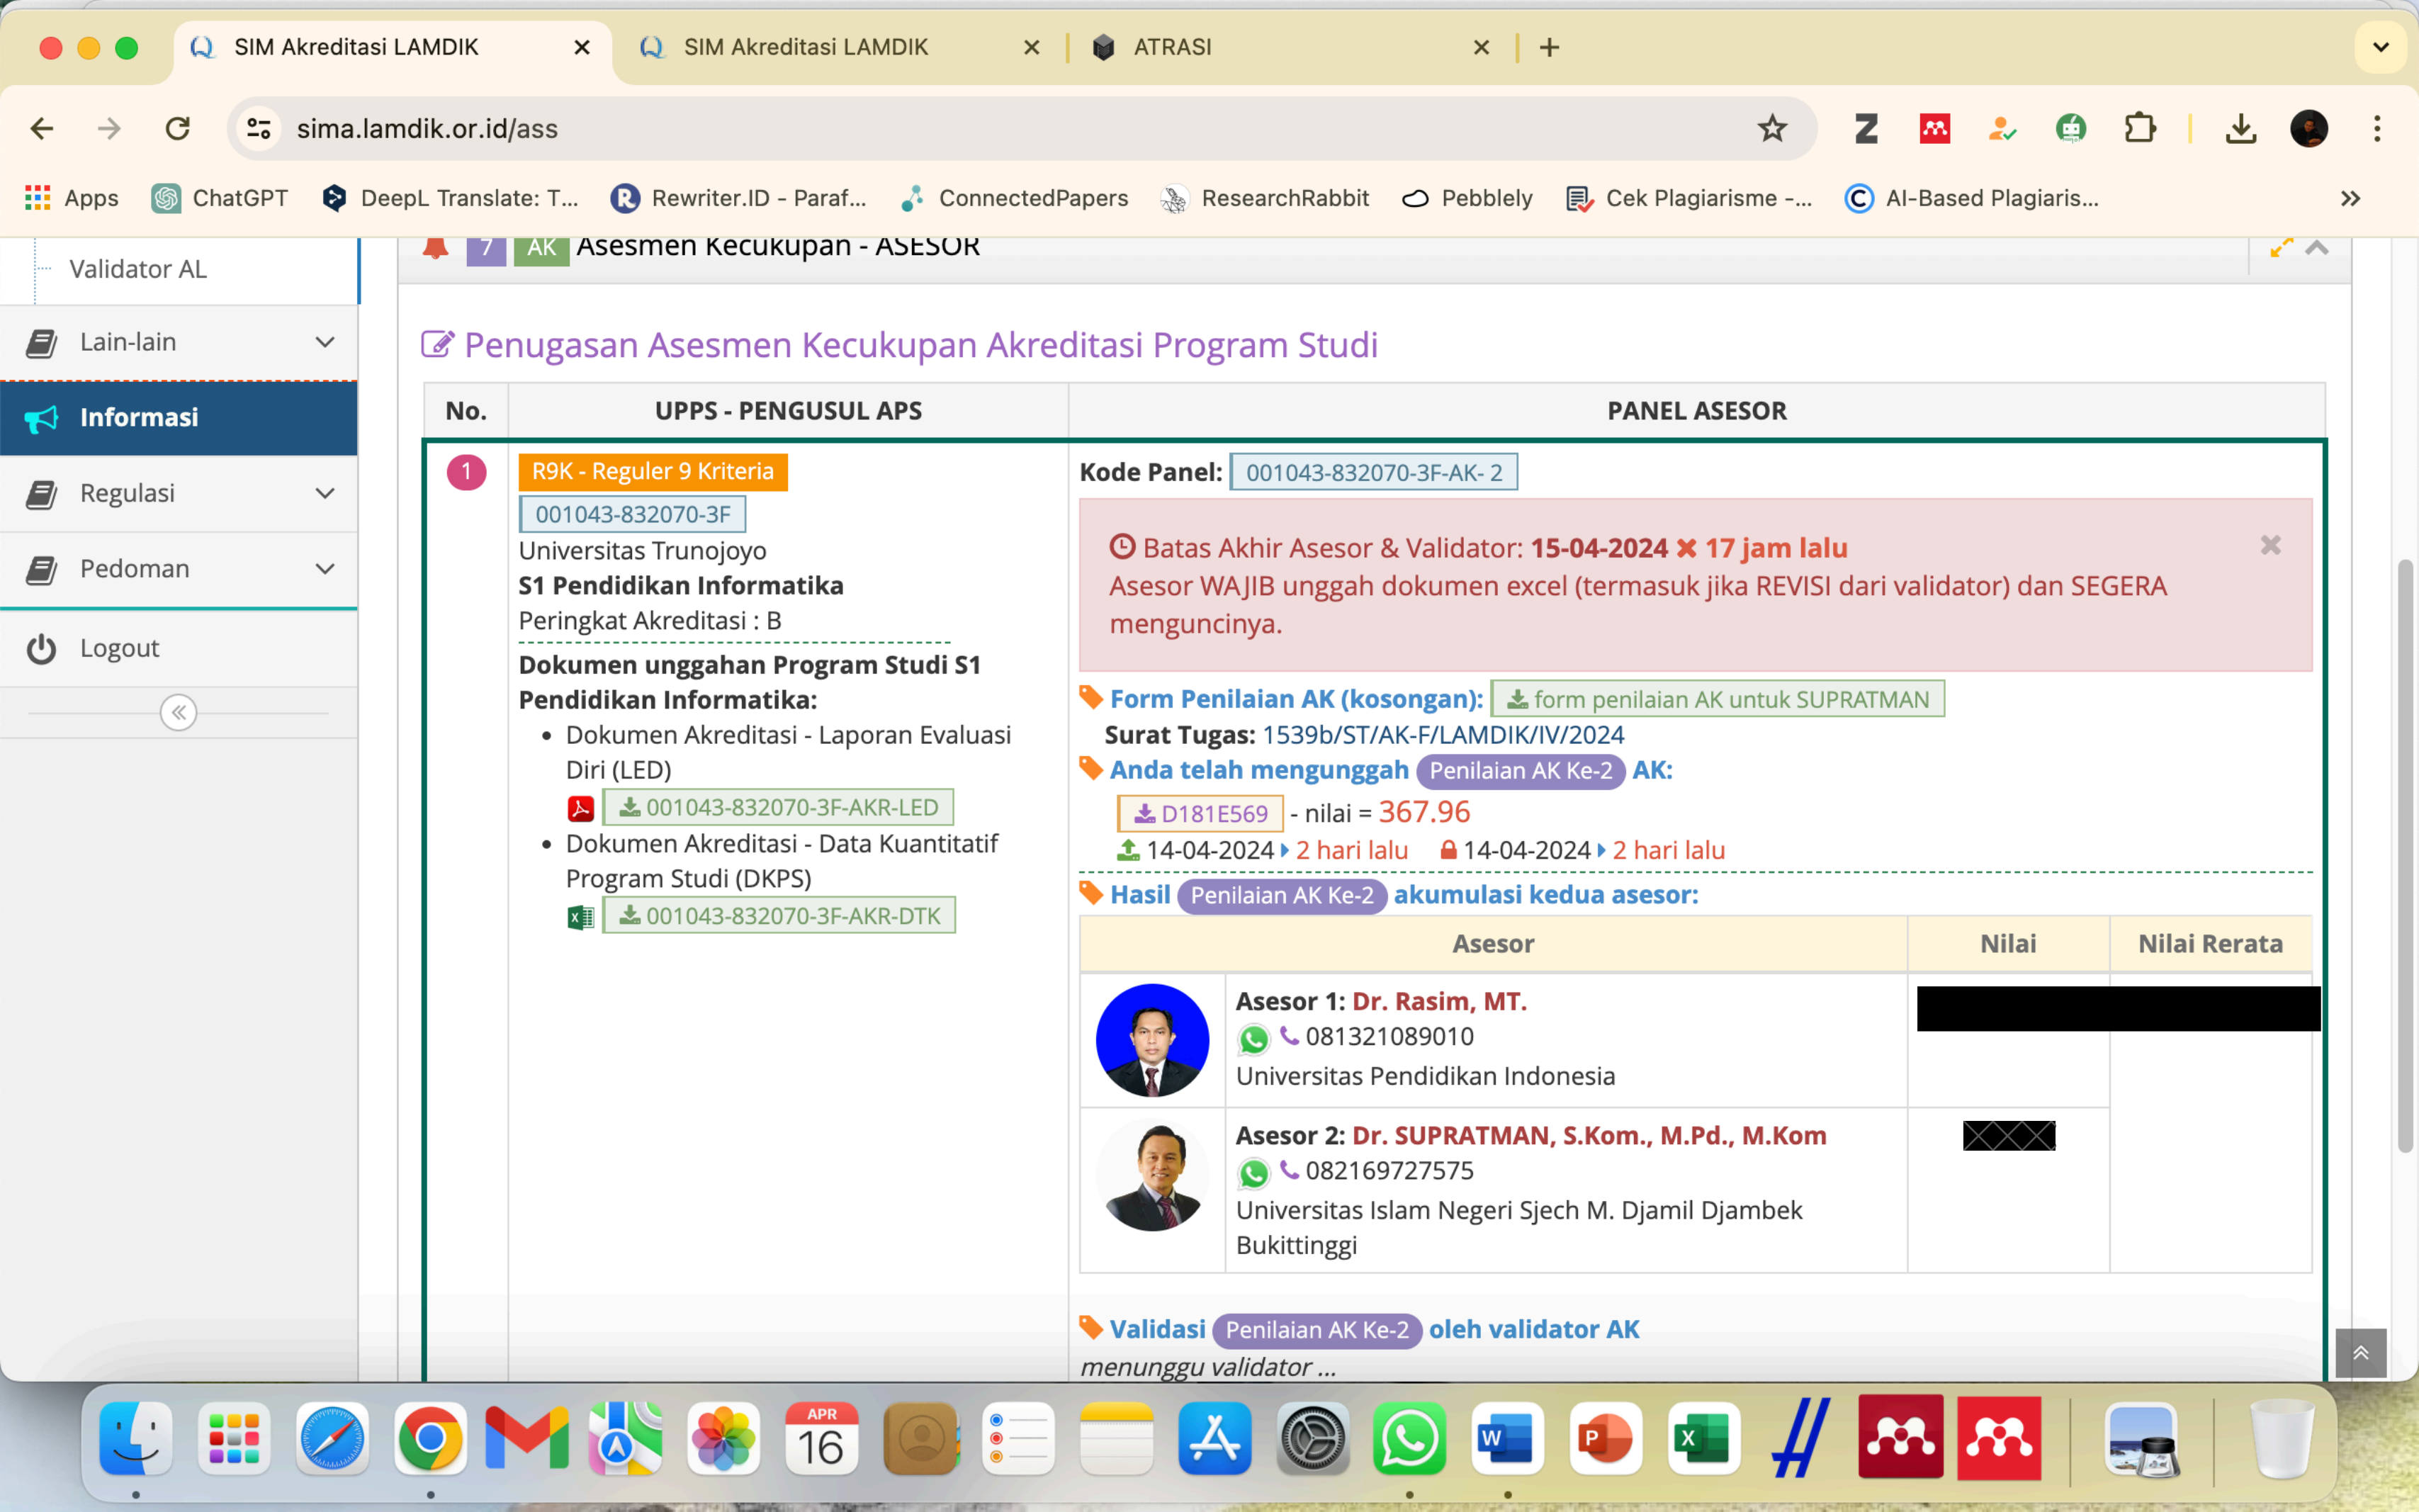 SIM Akreditasi LAMDIK
SIM Akreditasi LAMDIK
ATRASI
sima.lamdik.or.id/ass
Apps
ChatGPT
DeepL Translate: T...
Rewriter.ID - Paraf...
ConnectedPapers
ResearchRabbit
Pebblely
Cek Plagiarisme -...
AI-Based Plagiaris...
Validator AL
Lain-lain
Informasi
Regulasi
Pedoman
Logout
7 AK Asesmen Kecukupan - ASESOR
Penugasan Asesmen Kecukupan Akreditasi Program Studi
No. UPPS - PENGUSUL APS PANEL ASESOR
1
R9K - Reguler 9 Kriteria
001043-832070-3F
Universitas Trunojoyo
S1 Pendidikan Informatika
Peringkat Akreditasi : B
Dokumen unggahan Program Studi S1
Pendidikan Informatika:
Dokumen Akreditasi - Laporan Evaluasi
Diri (LED)
001043-832070-3F-AKR-LED
Dokumen Akreditasi - Data Kuantitatif
Program Studi (DKPS)
001043-832070-3F-AKR-DTK
Kode Panel: 001043-832070-3F-AK- 2
Batas Akhir Asesor & Validator: 15-04-2024 ✖ 17 jam lalu
Asesor WAJIB unggah dokumen excel (termasuk jika REVISI dari validator) dan SEGERA
menguncinya.
Form Penilaian AK (kosongan): form penilaian AK untuk SUPRATMAN
Surat Tugas: 1539b/ST/AK-F/LAMDIK/IV/2024
Anda telah mengunggah Penilaian AK Ke-2 AK:
D181E569 - nilai = 367.96
14-04-2024 2 hari lalu 14-04-2024 2 hari lalu
Hasil Penilaian AK Ke-2 akumulasi kedua asesor:
Asesor Nilai Nilai Rerata
Asesor 1: Dr. Rasim, MT.
081321089010
Universitas Pendidikan Indonesia
Asesor 2: Dr. SUPRATMAN, S.Kom., M.Pd., M.Kom
082169727575
Universitas Islam Negeri Sjech M. Djamil Djambek
Bukittinggi
Validasi Penilaian AK Ke-2 oleh validator AK
menunggu validator ...
APR
16
W
P
X